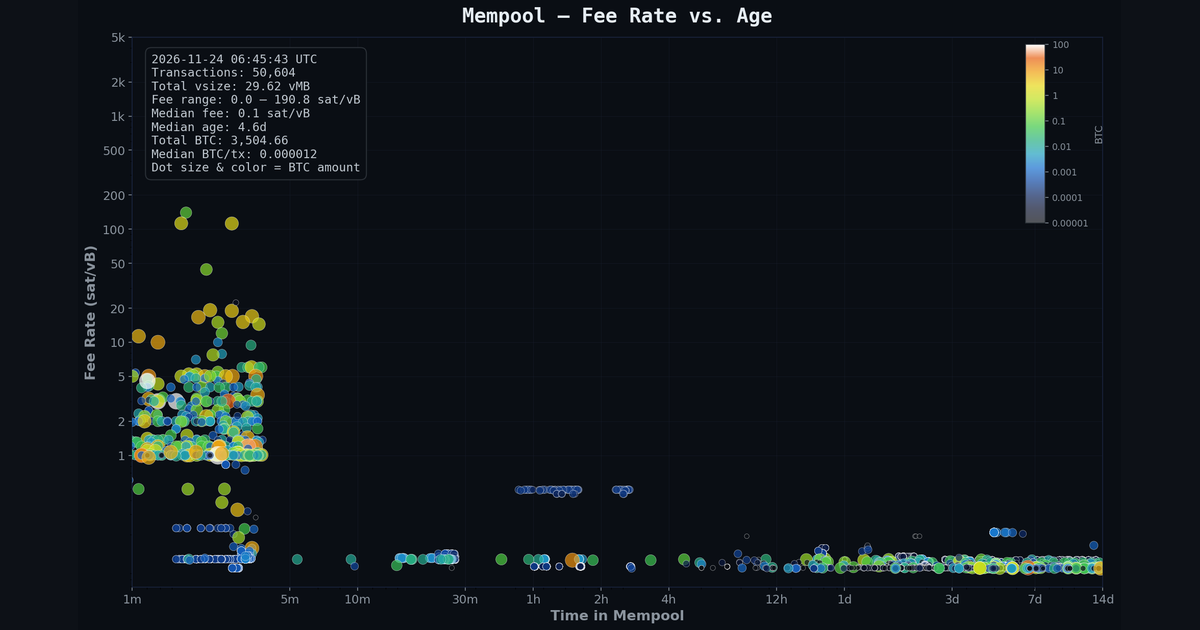 Mempool — Fee Rate vs. Age
2026-11-24 06:45:43 UTC
Transactions: 50,604
Total vsize: 29.62 vMB
Fee range: 0.0 — 190.8 sat/vB
Median fee: 0.1 sat/vB
Median age: 4.6d
Total BTC: 3,504.66
Median BTC/tx: 0.000012
Dot size & color = BTC amount
5k
2k
1k
500
200
100
50
20
10
5
2
1
Fee Rate (sat/vB)
100
10
1
0.1
0.01
0.001
0.0001
0.00001
BTC
1m 5m 10m 30m 1h 2h 4h 12h 1d 3d 7d 14d
Time in Mempool